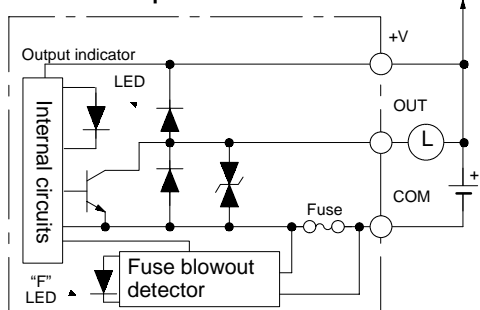 +V
Output indicator
LED
OUT
L
Internal circuits
+
COM
Fuse
Fuse blowout
detector
“F”
LED